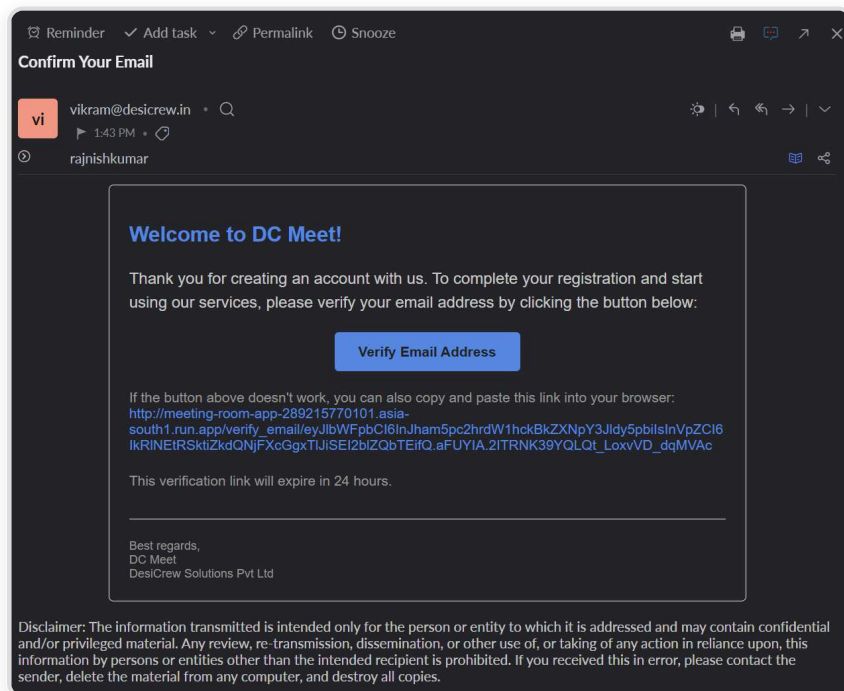 Reminder Add task Permalink Snooze
Confirm Your Email
vi
vikram@desicrew.in
1:43 PM
rajnishkumar
Welcome to DC Meet!
Thank you for creating an account with us. To complete your registration and start
using our services, please verify your email address by clicking the button below:
Verify Email Address
If the button above doesn't work, you can also copy and paste this link into your browser:
http://meeting-room-app-289215770101.asia-
south1.run.app/verify_email/eyJlbWFpbCI6InJham5pc2hrdW1hckBkZXNpY3Jldy5pbiIsInVpZCI6
IkRlNEtRSktiZkdQNjFXcGgxTlJiSEI2blZQbTEifQ.aFUYIA.2ITRNK39YQLQt_LoxvVD_dqMVAc
This verification link will expire in 24 hours.
Best regards,
DC Meet
DesiCrew Solutions Pvt Ltd
Disclaimer: The information transmitted is intended only for the person or entity to which it is addressed and may contain confidential
and/or privileged material. Any review, re-transmission, dissemination, or other use of, or taking of any action in reliance upon, this
information by persons or entities other than the intended recipient is prohibited. If you received this in error, please contact the
sender, delete the material from any computer, and destroy all copies.